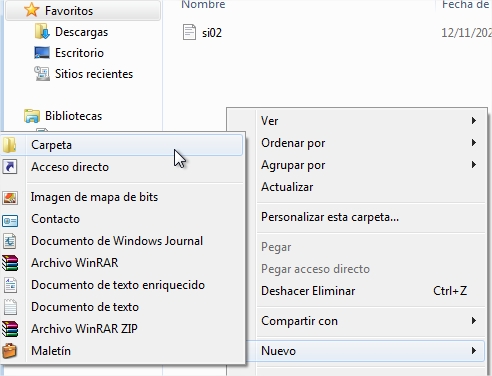 Favoritos
Descargas
Escritorio
Sitios recientes
Bibliotecas
Nombre
Fecha de
si02
12/11/202
Carpeta
Acceso directo
Imagen de mapa de bits
Contacto
Documento de Windows Journal
Archivo WinRAR
Documento de texto enriquecido
Documento de texto
Archivo WinRAR ZIP
Maletín
Ver
Ordenar por
Agrupar por
Actualizar
Personalizar esta carpeta...
Pegar
Pegar acceso directo
Deshacer Eliminar Ctrl+Z
Compartir con
Nuevo